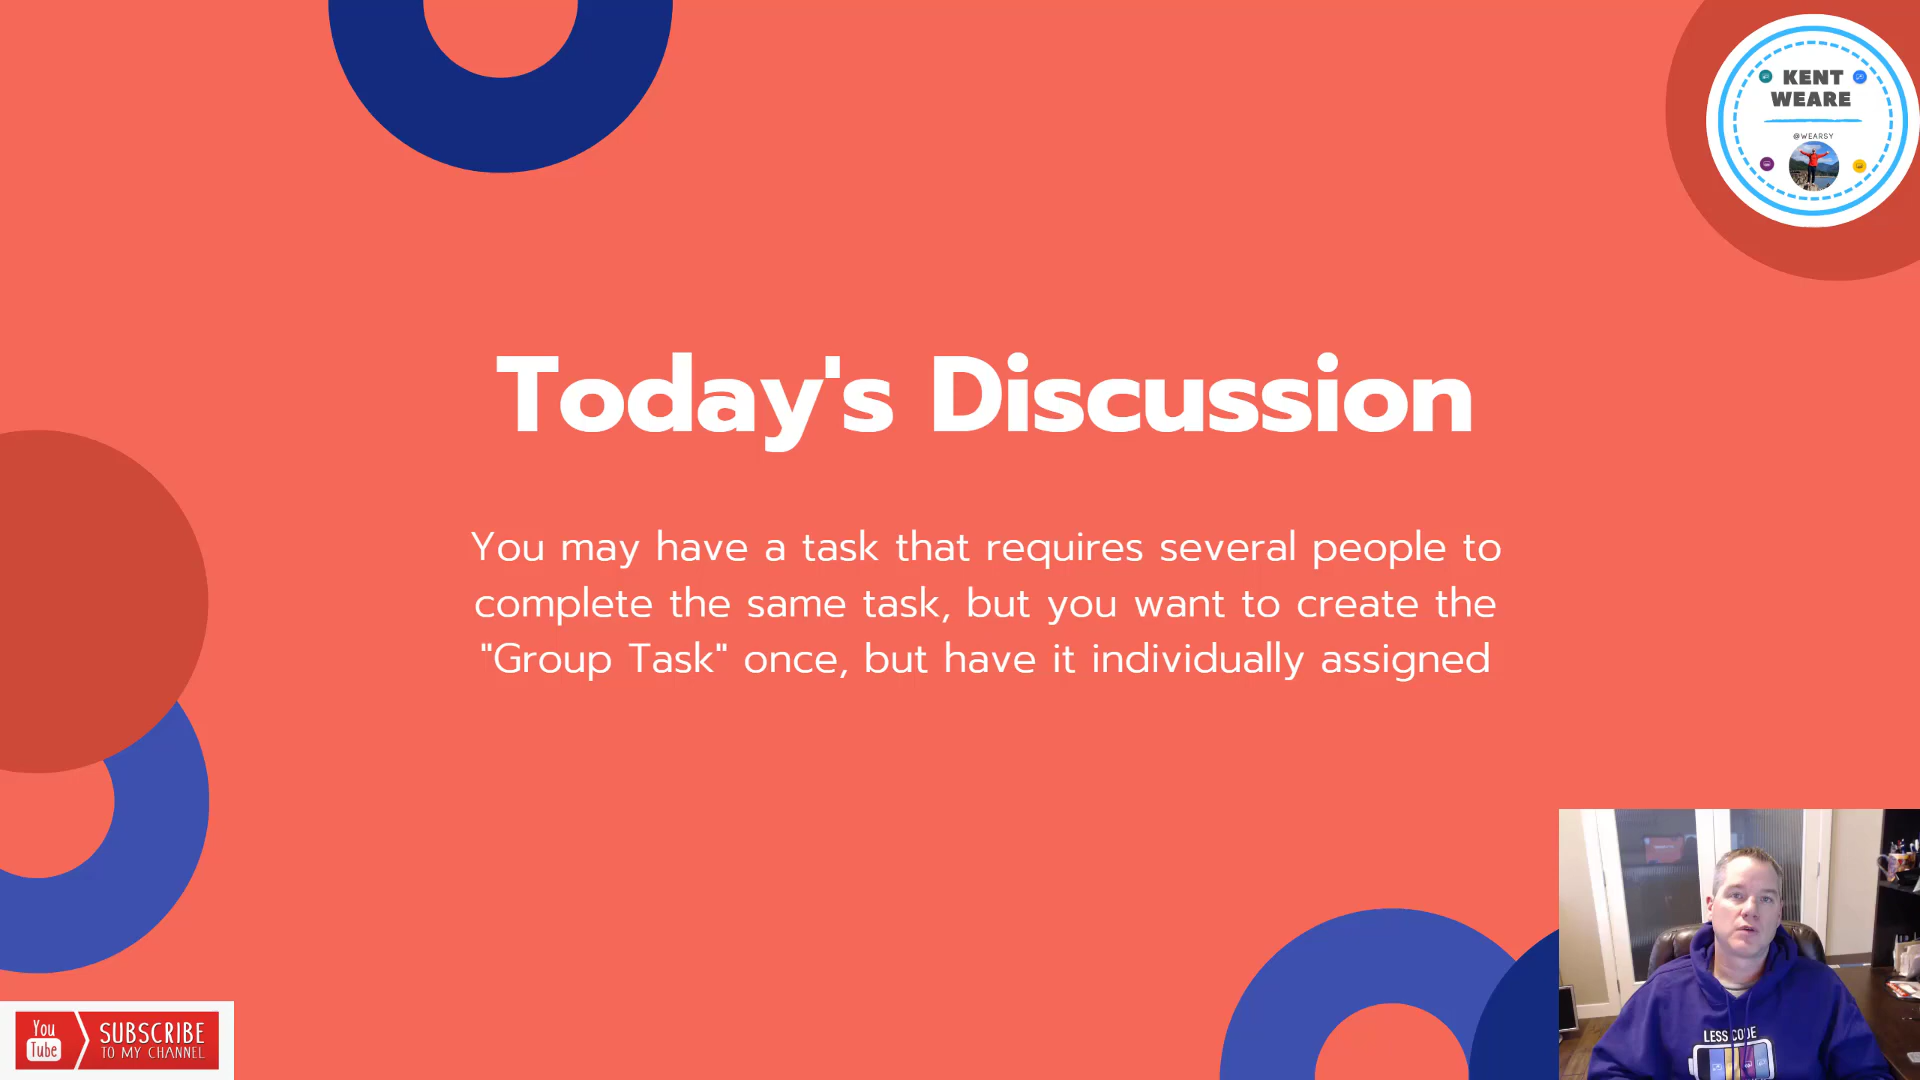 KENT
WEARE
@WEARSY
Today's Discussion
You may have a task that requires several people to
complete the same task, but you want to create the
"Group Task" once, but have it individually assigned
You
Tube
SUBSCRIBE
TO MY CHANNEL
LESS CODE